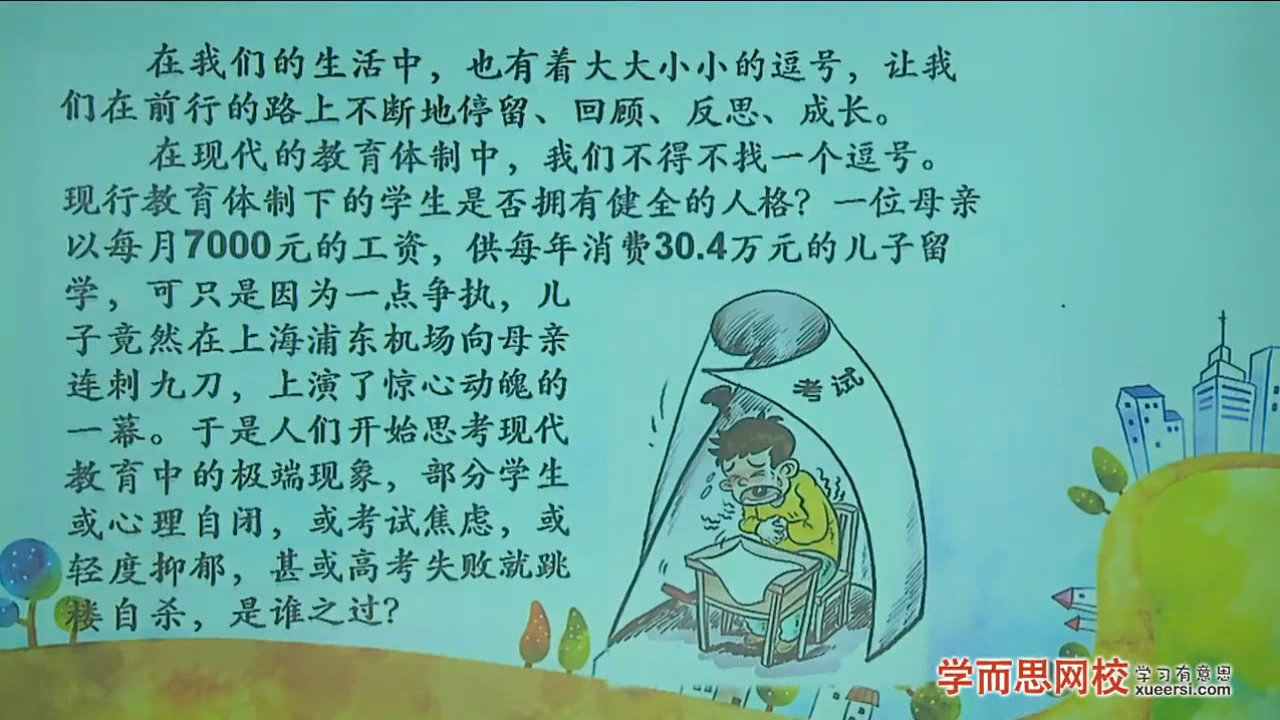 在我们的生活中，也有着大大小小的逗号，让我
们在前行的路上不断地停留、回顾、反思、成长。
在现代的教育体制中，我们不得不找一个逗号。
现行教育体制下的学生是否拥有健全的人格？一位母亲
以每月7000元的工资，供每年消费30.4万元的儿子留
学，可只是因为一点争执，儿
子竟然在上海浦东机场向母亲
连刺九刀，上演了惊心动魄的
一幕。于是人们开始思考现代
教育中的极端现象，部分学生
或心理自闭，或考试焦虑，或
轻度抑郁，甚或高考失败就跳
楼自杀，是谁之过？
考试
学而思网校 学习有意思
xueersi.com